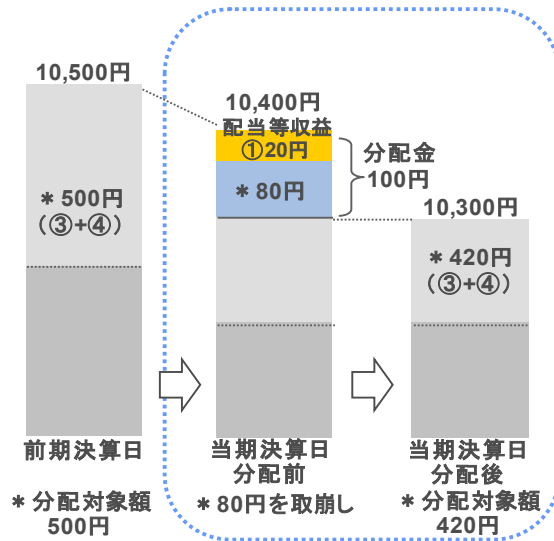 10,500円
＊500円
（③+④）
前期決算日
＊分配対象額
500円
10,400円
配当等収益
①20円
＊80円
分配金
100円
当期決算日
分配前
＊80円を取崩し
10,300円
＊420円
（③+④）
当期決算日
分配後
＊分配対象額
420円